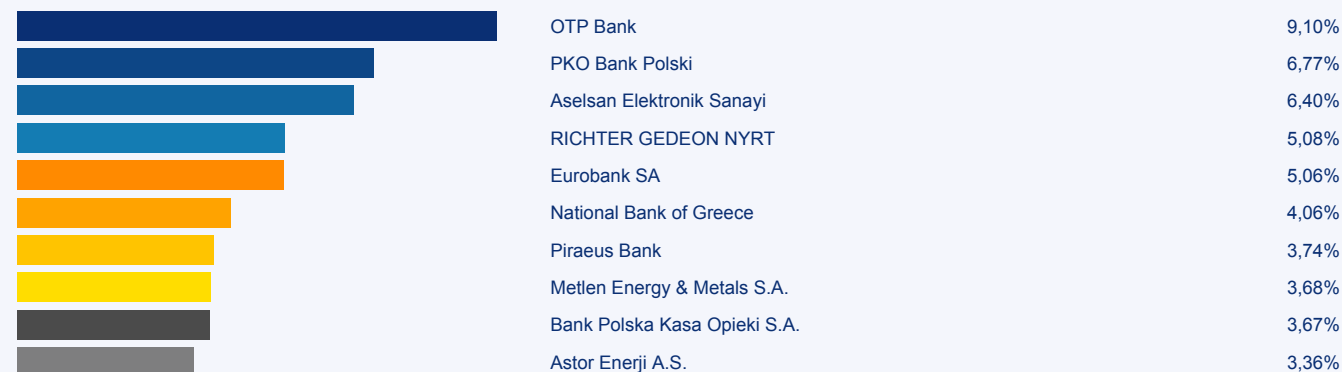 OTP Bank 9,10%
PKO Bank Polski 6,77%
Aselsan Elektronik Sanayi 6,40%
RICHTER GEDEON NYRT 5,08%
Eurobank SA 5,06%
National Bank of Greece 4,06%
Piraeus Bank 3,74%
Metlen Energy & Metals S.A. 3,68%
Bank Polska Kasa Opieki S.A. 3,67%
Astor Enerji A.S. 3,36%